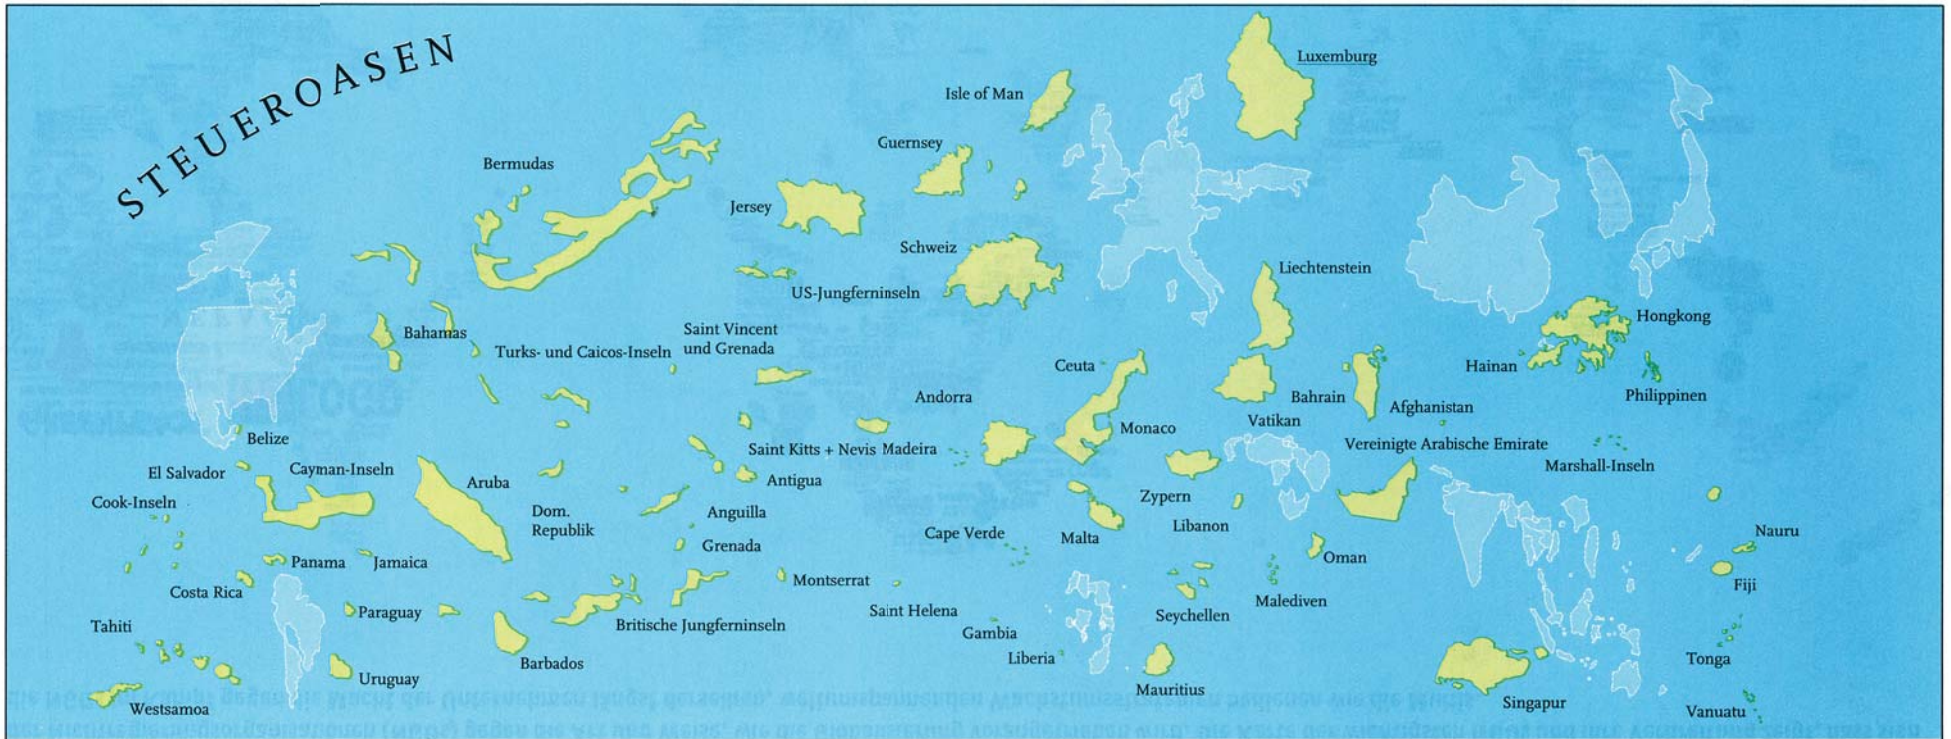 STEUEROASEN
Luxemburg
Isle of Man
Guernsey
Bermudas
Jersey
Schweiz
Liechtenstein
US-Jungferninseln
Hongkong
Bahamas
Saint Vincent
und Grenada
Turks- und Caicos-Inseln
Ceuta
Hainan
Philippinen
Andorra
Bahrain
Afghanistan
Vatikan
Monaco
Belize
Saint Kitts + Nevis
Madeira
Vereinigte Arabische Emirate
Marshall-Inseln
El Salvador
Cayman-Inseln
Aruba
Antigua
Zypern
Cook-Inseln
Dom.
Republik
Anguilla
Libanon
Cape Verde
Malta
Nauru
Grenada
Oman
Panama
Jamaica
Montserrat
Fiji
Costa Rica
Paraguay
Saint Helena
Seychellen
Malediven
Tahiti
Britische Jungferninseln
Gambia
Liberia
Tonga
Barbados
Uruguay
Mauritius
Westsamoa
Singapur
Vanuatu